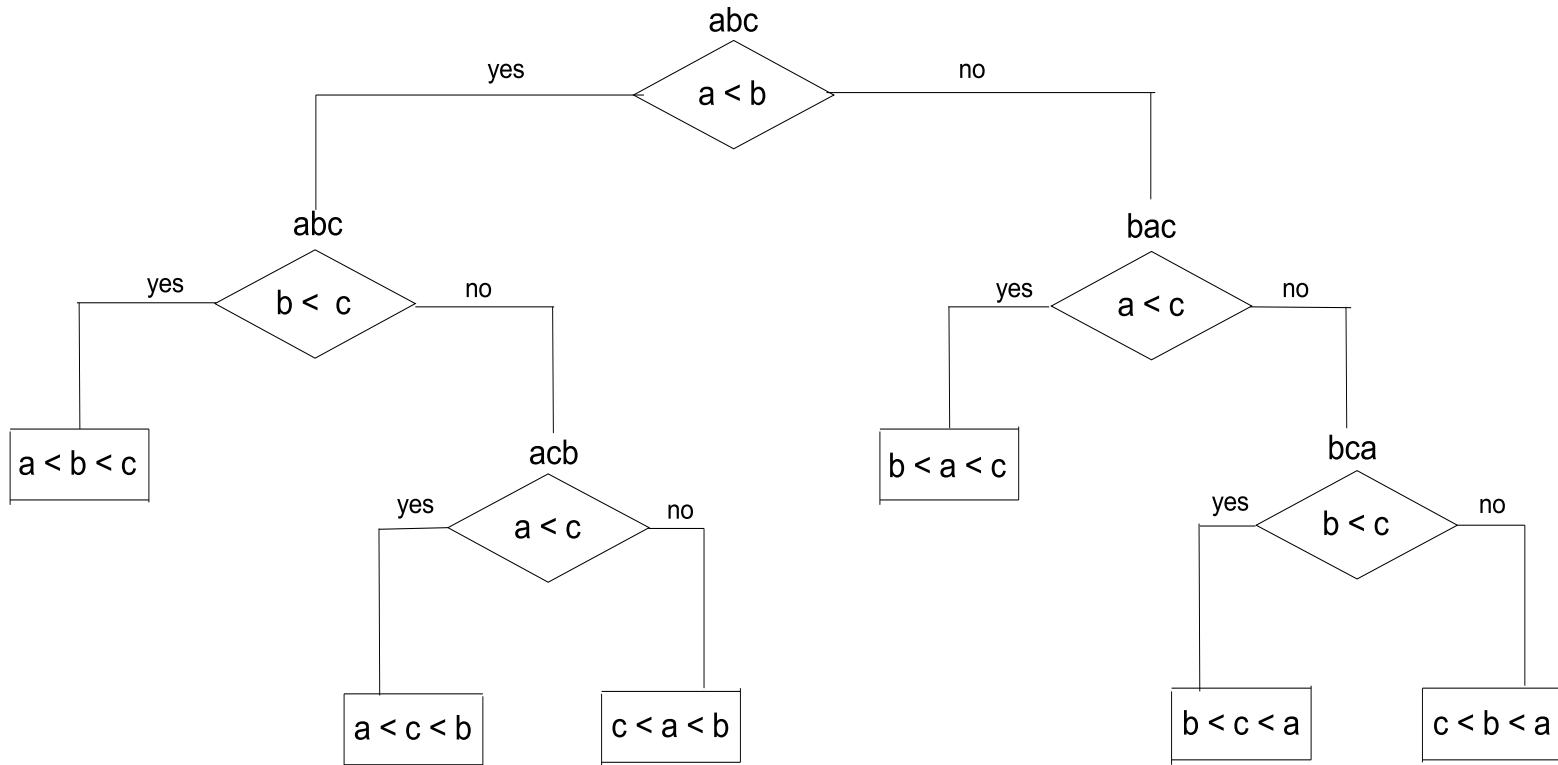 abc
yes
a < b
no
abc
yes
b < c
no
a < b < c
acb
yes
a < c
no
a < c < b
c < a < b
bac
yes
a < c
no
b < a < c
bca
yes
b < c
no
b < c < a
c < b < a